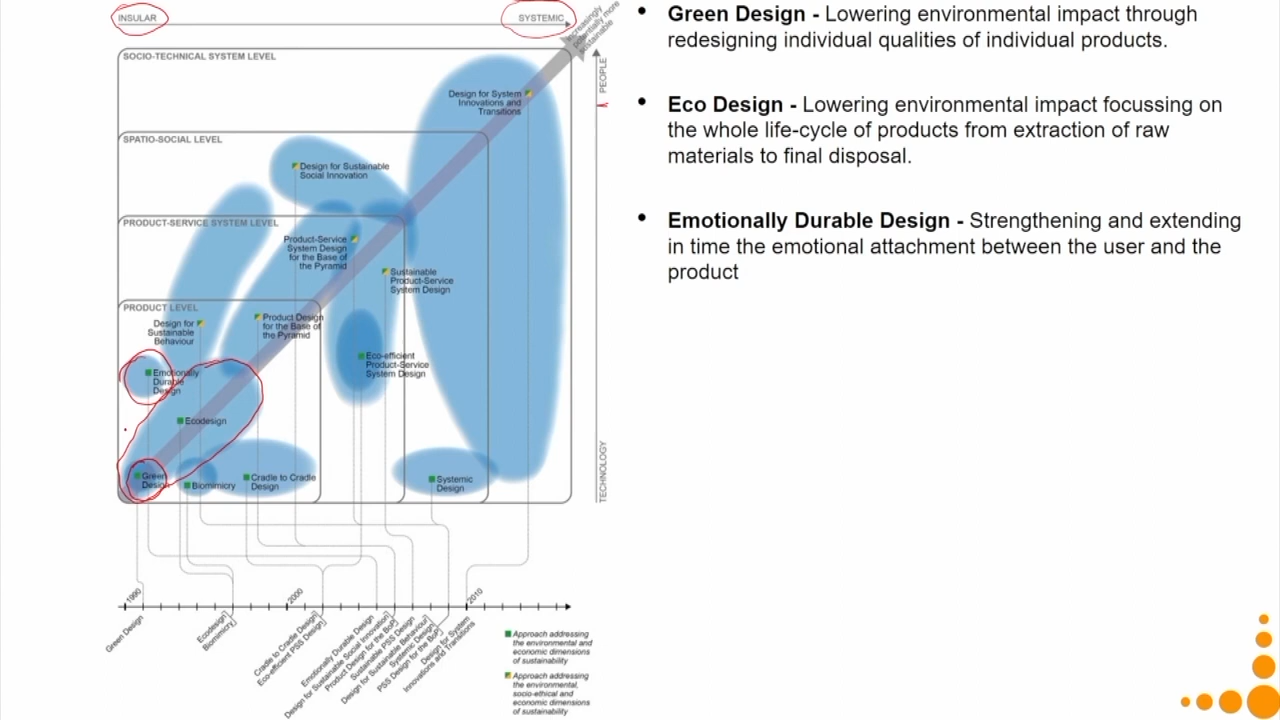 INSULAR
SYSTEMIC
Increasingly
potentially more
sustainable
SOCIO-TECHNICAL SYSTEM LEVEL
PEOPLE
Design for System
Innovations and
Transitions
SPATIO-SOCIAL LEVEL
Design for Sustainable
Social Innovation
PRODUCT-SERVICE SYSTEM LEVEL
Product-Service
System Design
for the Base of
the Pyramid
Sustainable
Product-Service
System Design
PRODUCT LEVEL
Design for
Sustainable
Behaviour
Product Design
for the Base of
the Pyramid
Eco-efficient
Product-Service
System Design
Emotionally
Durable
Design
Ecodesign
TECHNOLOGY
Green
Design
Biomimicry
Cradle to Cradle
Design
Systemic
Design
1990
2000
2010
Green Design
Ecodesign
Biomimicry
Cradle to Cradle Design
Eco-efficient PSS Design
Emotionally Durable Design
Design for Sustainable Social Innovation
Product Design for the BoP
Sustainable PSS Design
Design for Sustainable Behaviour
Systemic Design
PSS Design for the BoP
Design for System
Innovations and Transitions
Approach addressing
the environmental and
economic dimensions
of sustainability
Approach addressing
the environmental,
socio-ethical and
economic dimensions
of sustainability
• Green Design - Lowering environmental impact through
redesigning individual qualities of individual products.
• Eco Design - Lowering environmental impact focussing on
the whole life-cycle of products from extraction of raw
materials to final disposal.
• Emotionally Durable Design - Strengthening and extending
in time the emotional attachment between the user and the
product